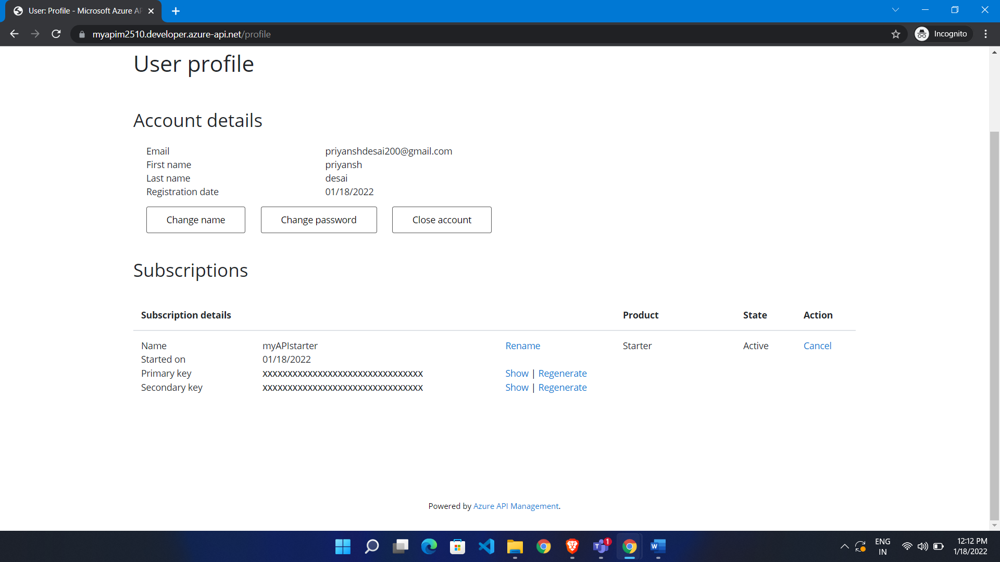 User: Profile - Microsoft Azure AP
myapim2510.developer.azure-api.net/profile
Incognito
User profile
Account details
Email priyanshdesai200@gmail.com
First name priyansh
Last name desai
Registration date 01/18/2022
Change name Change password Close account
Subscriptions
Subscription details Product State Action
Name myAPIstarter Rename Starter Active Cancel
Started on 01/18/2022
Primary key xxxxxxxxxxxxxxxxxxxxxxxxxxxxxxxx Show | Regenerate
Secondary key xxxxxxxxxxxxxxxxxxxxxxxxxxxxxxxx Show | Regenerate
Powered by Azure API Management.
1
ENG
IN
12:12 PM
1/18/2022